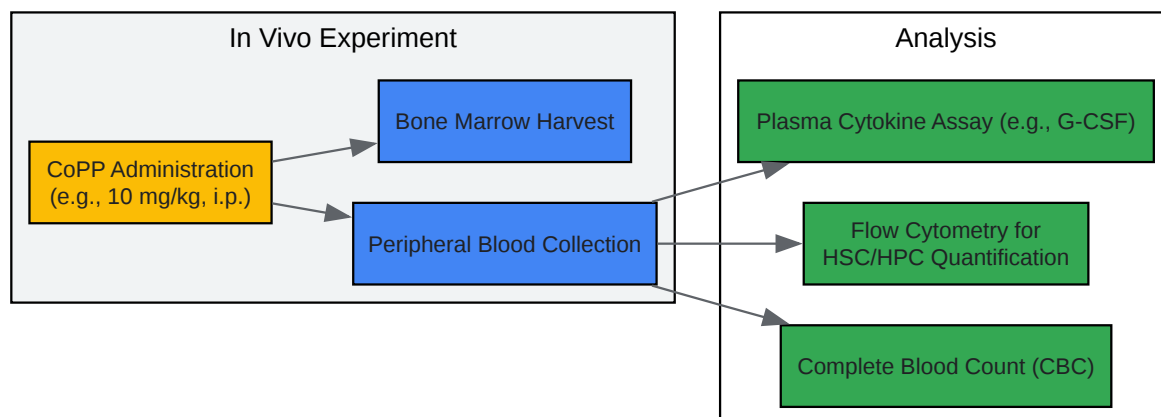 In Vivo Experiment
CoPP Administration
(e.g., 10 mg/kg, i.p.)
Bone Marrow Harvest
Peripheral Blood Collection
Analysis
Plasma Cytokine Assay (e.g., G-CSF)
Flow Cytometry for
HSC/HPC Quantification
Complete Blood Count (CBC)